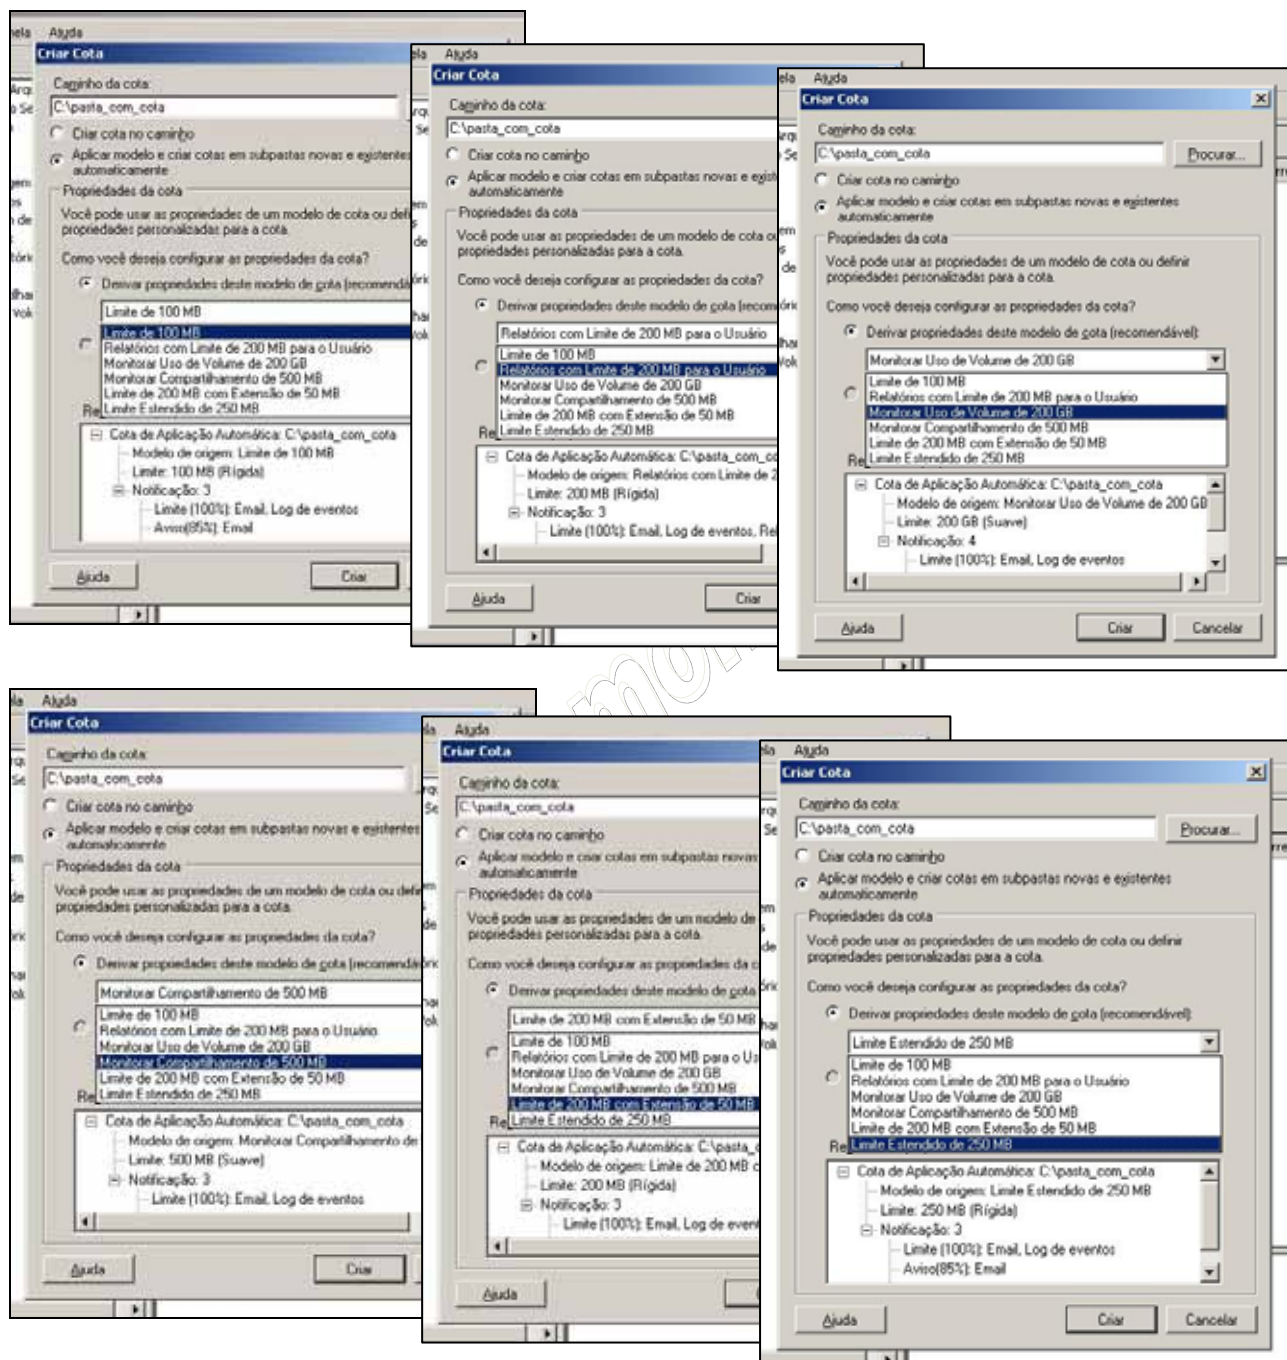 Ajuda
Criar Cota
Caminho da cota:
C:\pasta_com_cota
Criar cota no caminho
Aplicar modelo e criar cotas em subpastas novas e existentes
automaticamente
Propriedades da cota
Você pode usar as propriedades de um modelo de cota ou
propriedades personalizadas para a cota.
Como você deseja configurar as propriedades da cota?
Derivar propriedades deste modelo de cota
Limite de 100 MB
Limite de 100 MB
Relatórios com Limite de 200 MB para o Usuário
Monitorar Uso de Volume de 200 GB
Monitorar Compartilhamento de 500 MB
Limite de 200 MB com Extensão de 50 MB
Limite Estendido de 250 MB
Cota de Aplicação Automática: C:\pasta_com_cota
Modelo de origem: Limite de 100 MB
Limite: 100 MB (Rígida)
Notificação: 3
Limite (100%): Email, Log de eventos
Aviso(85%): Email
Ajuda Criar
Ajuda
Criar Cota
Caminho da cota:
C:\pasta_com_cota
Criar cota no caminho
Aplicar modelo e criar cotas em subpastas novas e
automaticamente
Propriedades da cota
Você pode usar as propriedades de um modelo de cota
propriedades personalizadas para a cota.
Como você deseja configurar as propriedades da cota?
Derivar propriedades deste modelo de cota
Relatórios com Limite de 200 MB para o Usuário
Limite de 100 MB
Relatórios com Limite de 200 MB para o Usuário
Monitorar Uso de Volume de 200 GB
Monitorar Compartilhamento de 500 MB
Limite de 200 MB com Extensão de 50 MB
Limite Estendido de 250 MB
Cota de Aplicação Automática:
Modelo de origem: Relatórios com Limite de
Limite: 200 MB (Rígida)
Notificação: 3
Limite (100%): Email, Log de eventos,
Ajuda Criar
Ajuda
Criar Cota
Caminho da cota:
C:\pasta_com_cota Procurar...
Criar cota no caminho
Aplicar modelo e criar cotas em subpastas novas e existentes
automaticamente
Propriedades da cota
Você pode usar as propriedades de um modelo de cota ou definir
propriedades personalizadas para a cota.
Como você deseja configurar as propriedades da cota?
Derivar propriedades deste modelo de cota (recomendável):
Monitorar Uso de Volume de 200 GB
Limite de 100 MB
Relatórios com Limite de 200 MB para o Usuário
Monitorar Uso de Volume de 200 GB
Monitorar Compartilhamento de 500 MB
Limite de 200 MB com Extensão de 50 MB
Limite Estendido de 250 MB
Cota de Aplicação Automática: C:\pasta_com_cota
Modelo de origem: Monitorar Uso de Volume de 200 GB
Limite: 200 GB (Suave)
Notificação: 4
Limite (100%): Email, Log de eventos
Ajuda Criar Cancelar
Ajuda
Criar Cota
Caminho da cota:
C:\pasta_com_cota
Criar cota no caminho
Aplicar modelo e criar cotas em subpastas novas e existentes
automaticamente
Propriedades da cota
Você pode usar as propriedades de um modelo de cota ou
propriedades personalizadas para a cota.
Como você deseja configurar as propriedades da cota?
Derivar propriedades deste modelo de cota
Monitorar Compartilhamento de 500 MB
Limite de 100 MB
Relatórios com Limite de 200 MB para o Usuário
Monitorar Uso de Volume de 200 GB
Monitorar Compartilhamento de 500 MB
Limite de 200 MB com Extensão de 50 MB
Limite Estendido de 250 MB
Cota de Aplicação Automática: C:\pasta_com_cota
Modelo de origem: Monitorar Compartilhamento de
Limite: 500 MB (Suave)
Notificação: 3
Limite (100%): Email, Log de eventos
Ajuda Criar
Ajuda
Criar Cota
Caminho da cota:
C:\pasta_com_cota
Criar cota no caminho
Aplicar modelo e criar cotas em subpastas novas
automaticamente
Propriedades da cota
Você pode usar as propriedades de um modelo de
propriedades personalizadas para a cota.
Como você deseja configurar as propriedades da
Derivar propriedades deste modelo de cota
Limite de 200 MB com Extensão de 50 MB
Limite de 100 MB
Relatórios com Limite de 200 MB para o
Monitorar Uso de Volume de 200 GB
Monitorar Compartilhamento de 500 MB
Limite de 200 MB com Extensão de 50 MB
Limite Estendido de 250 MB
Cota de Aplicação Automática:
Modelo de origem: Limite de 200 MB
Limite: 200 MB (Rígida)
Notificação: 3
Limite (100%): Email, Log de
Ajuda
Ajuda
Criar Cota
Caminho da cota:
C:\pasta_com_cota Procurar...
Criar cota no caminho
Aplicar modelo e criar cotas em subpastas novas e existentes
automaticamente
Propriedades da cota
Você pode usar as propriedades de um modelo de cota ou definir
propriedades personalizadas para a cota.
Como você deseja configurar as propriedades da cota?
Derivar propriedades deste modelo de cota (recomendável):
Limite Estendido de 250 MB
Limite de 100 MB
Relatórios com Limite de 200 MB para o Usuário
Monitorar Uso de Volume de 200 GB
Monitorar Compartilhamento de 500 MB
Limite de 200 MB com Extensão de 50 MB
Limite Estendido de 250 MB
Cota de Aplicação Automática: C:\pasta_com_cota
Modelo de origem: Limite Estendido de 250 MB
Limite: 250 MB (Rígida)
Notificação: 3
Limite (100%): Email, Log de eventos
Aviso(85%): Email
Ajuda Criar Cancelar